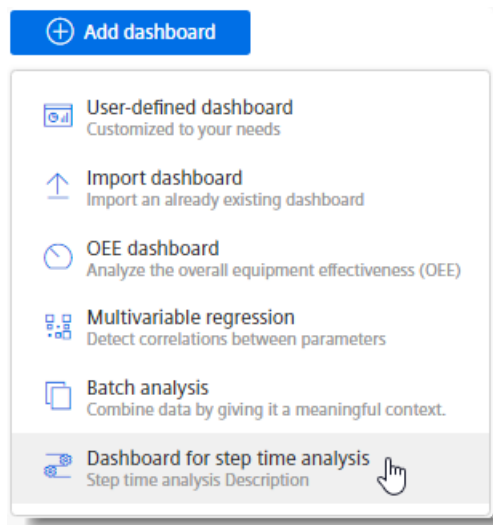 Add dashboard
User-defined dashboard
Customized to your needs
Import dashboard
Import an already existing dashboard
OEE dashboard
Analyze the overall equipment effectiveness (OEE)
Multivariable regression
Detect correlations between parameters
Batch analysis
Combine data by giving it a meaningful context.
Dashboard for step time analysis
Step time analysis Description